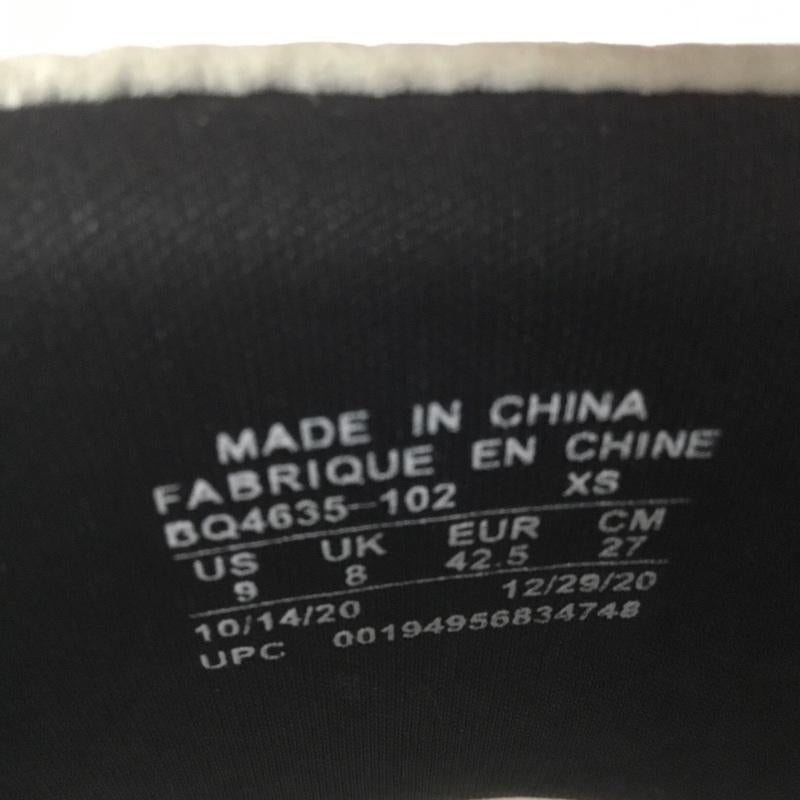 MADE IN CHINA
FABRIQUE EN CHINE
BQ4635-102 XS
US UK EUR CM
9 8 42.5 27
10/14/20 12/29/20
UPC 00194956834748